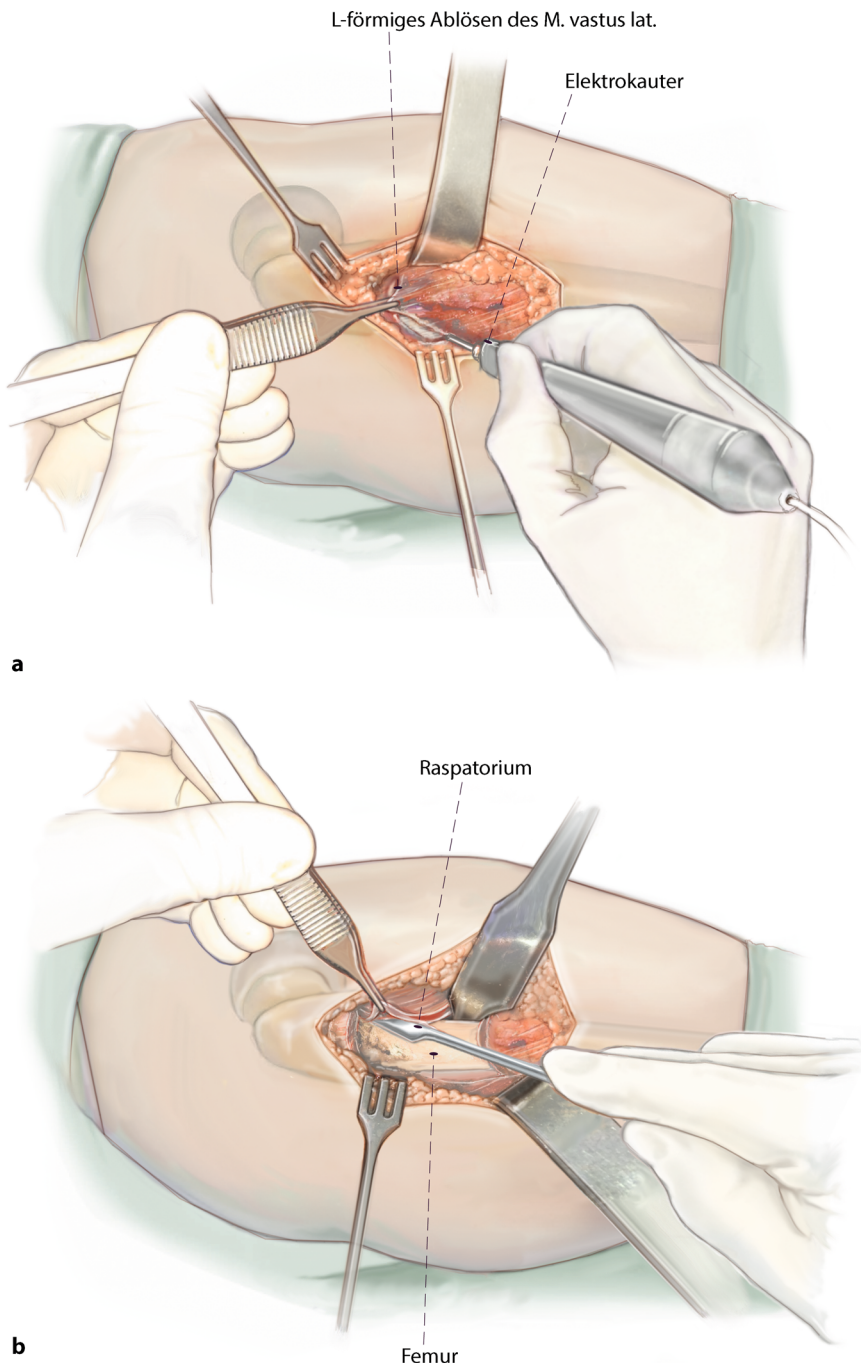 L-förmiges Ablösen des M. vastus lat.
Elektrokauter
a
Raspatorium
b
Femur